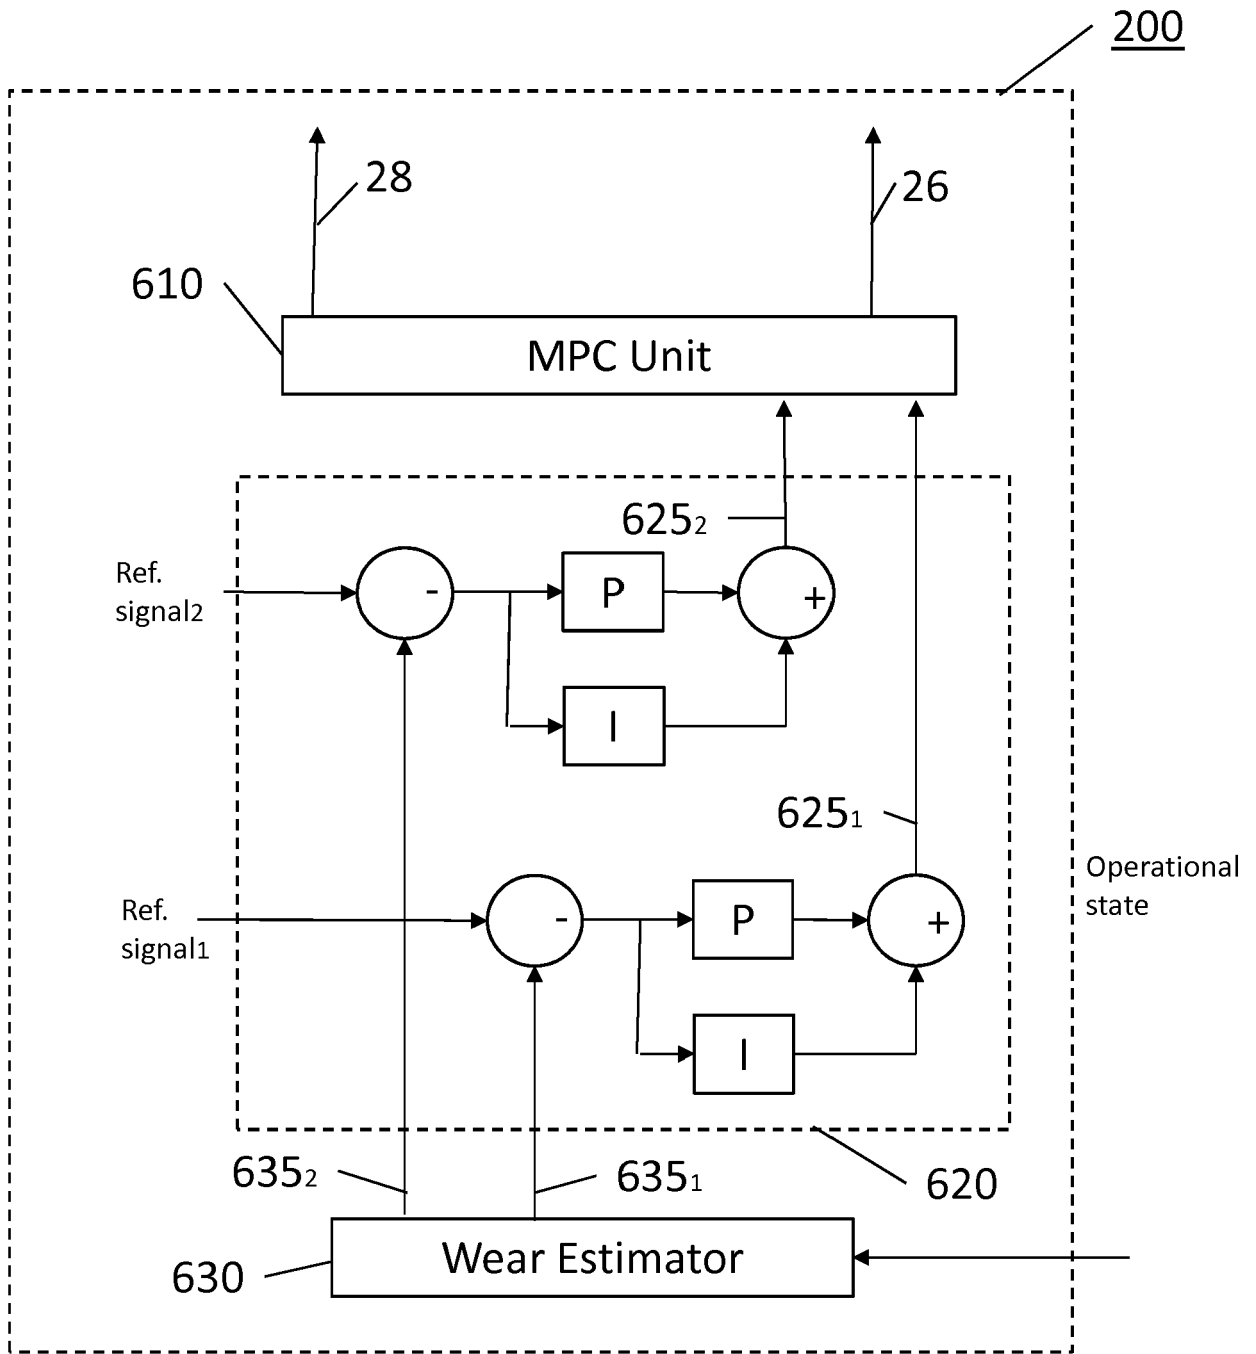 200
28
26
610
MPC Unit
625₂
Ref.
signal2
-
P
+
I
625₁
Operational
state
Ref.
signal1
-
P
+
I
635₂
635₁
620
Wear Estimator
630